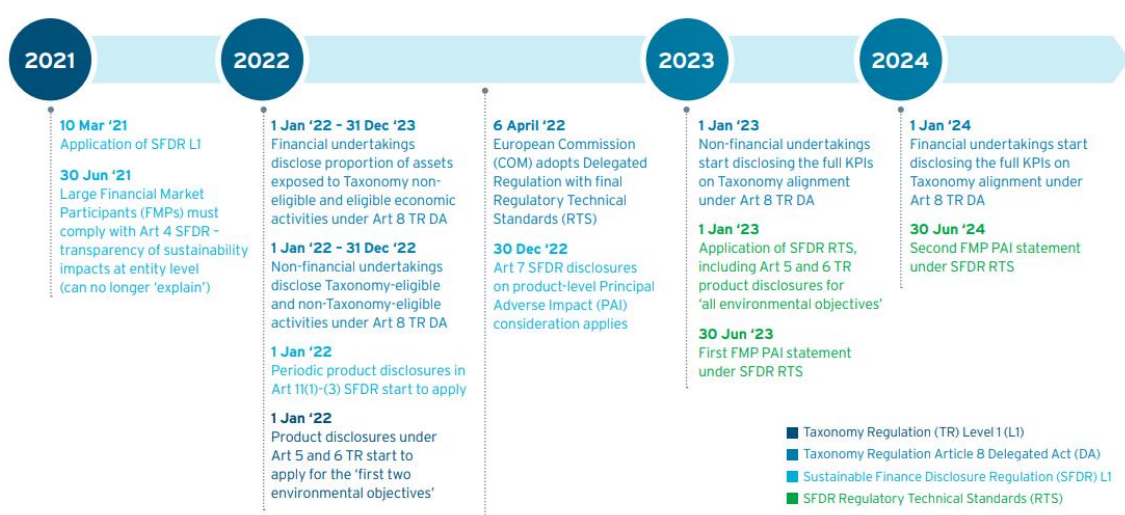 2021
2022
2023
2024
10 Mar ‘21
Application of SFDR L1
30 Jun ‘21
Large Financial Market
Participants (FMPs) must
comply with Art 4 SFDR –
transparency of sustainability
impacts at entity level
(can no longer ‘explain’)
1 Jan ‘22 – 31 Dec ‘23
Financial undertakings
disclose proportion of assets
exposed to Taxonomy non-
eligible and eligible economic
activities under Art 8 TR DA
1 Jan ‘22 – 31 Dec ‘22
Non-financial undertakings
disclose Taxonomy-eligible
and non-Taxonomy-eligible
activities under Art 8 TR DA
1 Jan ‘22
Periodic product disclosures in
Art 11(1)-(3) SFDR start to apply
1 Jan ‘22
Product disclosures under
Art 5 and 6 TR start to
apply for the ‘first two
environmental objectives’
6 April ‘22
European Commission
(COM) adopts Delegated
Regulation with final
Regulatory Technical
Standards (RTS)
30 Dec ‘22
Art 7 SFDR disclosures
on product-level Principal
Adverse Impact (PAI)
consideration applies
1 Jan ‘23
Non-financial undertakings
start disclosing the full KPIs
on Taxonomy alignment
under Art 8 TR DA
1 Jan ‘23
Application of SFDR RTS,
including Art 5 and 6 TR
product disclosures for
‘all environmental objectives’
30 Jun ‘23
First FMP PAI statement
under SFDR RTS
1 Jan ‘24
Financial undertakings start
disclosing the full KPIs on
Taxonomy alignment under
Art 8 TR DA
30 Jun ‘24
Second FMP PAI statement
under SFDR RTS
Taxonomy Regulation (TR) Level 1 (L1)
Taxonomy Regulation Article 8 Delegated Act (DA)
Sustainable Finance Disclosure Regulation (SFDR) L1
SFDR Regulatory Technical Standards (RTS)